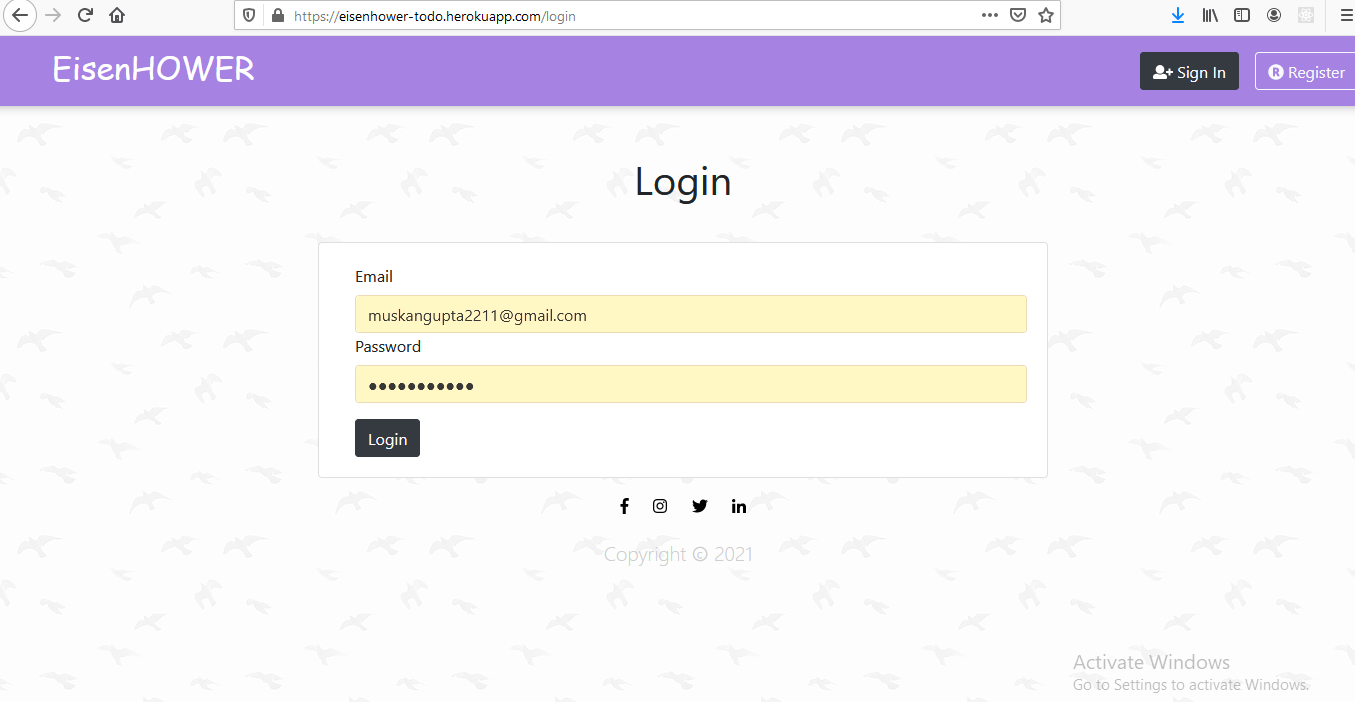 https://eisenhower-todo.herokuapp.com/login
EisenHOWER
Sign In
Register
Login
Email
muskangupta2211@gmail.com
Password
Login
Copyright © 2021
Activate Windows
Go to Settings to activate Windows.